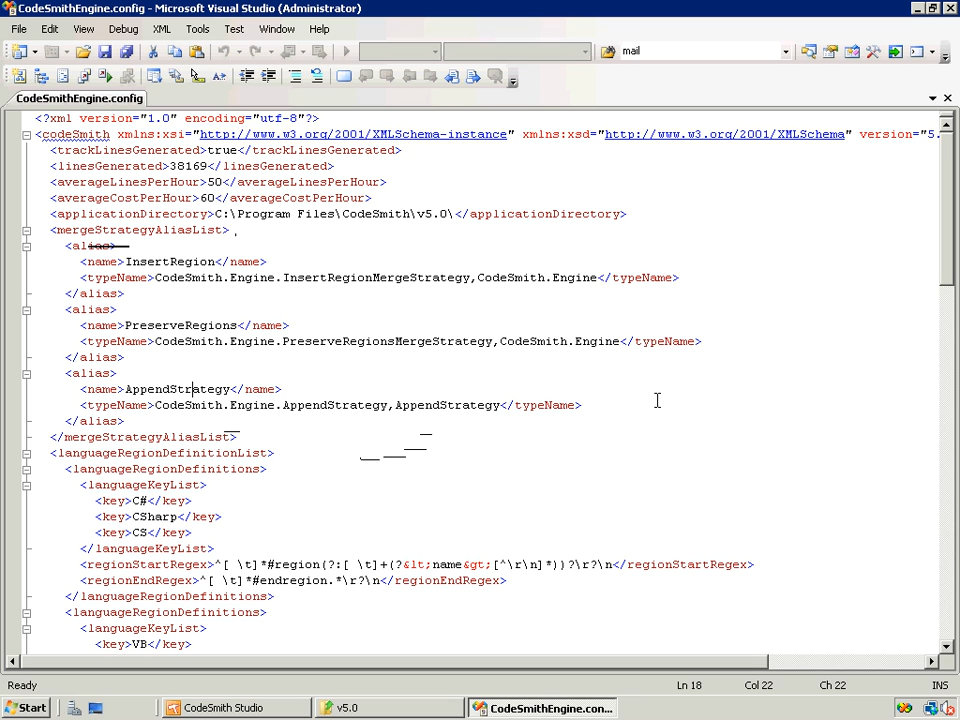 CodeSmithEngine.config - Microsoft Visual Studio (Administrator)
File Edit View Debug XML Tools Test Window Help
mail
CodeSmithEngine.config
<?xml version="1.0" encoding="utf-8"?>
<codeSmith xmlns:xsi="http://www.w3.org/2001/XMLSchema-instance" xmlns:xsd="http://www.w3.org/2001/XMLSchema" version="5.
<trackLinesGenerated>true</trackLinesGenerated>
<linesGenerated>38169</linesGenerated>
<averageLinesPerHour>50</averageLinesPerHour>
<averageCostPerHour>60</averageCostPerHour>
<applicationDirectory>C:\Program Files\CodeSmith\v5.0\</applicationDirectory>
<mergeStrategyAliasList>
<alias>
<name>InsertRegion</name>
<typeName>CodeSmith.Engine.InsertRegionMergeStrategy,CodeSmith.Engine</typeName>
</alias>
<alias>
<name>PreserveRegions</name>
<typeName>CodeSmith.Engine.PreserveRegionsMergeStrategy,CodeSmith.Engine</typeName>
</alias>
<alias>
<name>AppendStrategy</name>
<typeName>CodeSmith.Engine.AppendStrategy,AppendStrategy</typeName>
</alias>
</mergeStrategyAliasList>
<languageRegionDefinitionList>
<languageRegionDefinitions>
<languageKeyList>
<key>C#</key>
<key>CSharp</key>
<key>CS</key>
</languageKeyList>
<regionStartRegex>^[ \t]*#region(?:[ \t]+(?&lt;name&gt;[^\r\n]*))?\r?\n</regionStartRegex>
<regionEndRegex>^[ \t]*#endregion.*\r?\n</regionEndRegex>
</languageRegionDefinitions>
<languageRegionDefinitions>
<languageKeyList>
<key>VB</key>
Ready Ln 18 Col 22 Ch 22 INS
Start CodeSmith Studio v5.0 CodeSmithEngine.con...